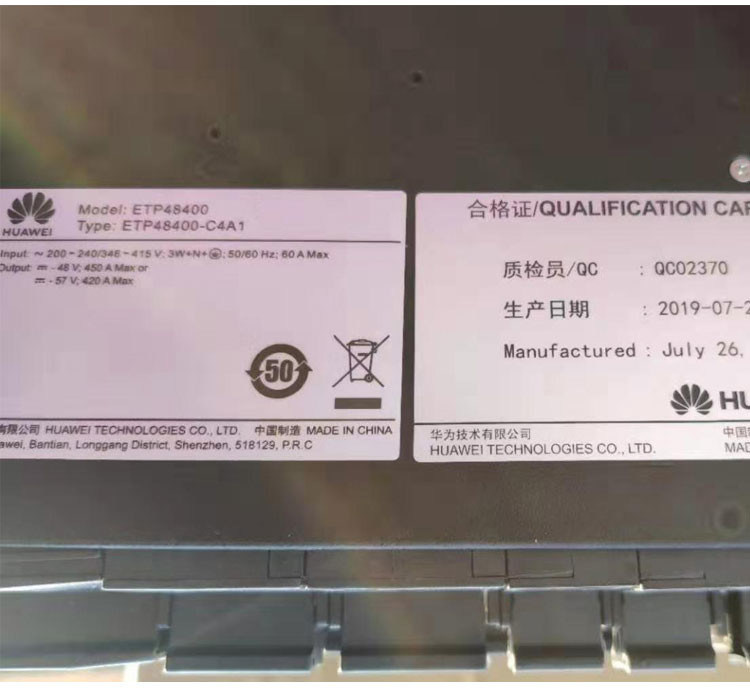 HUAWEI
Model: ETP48400
Type: ETP48400-C4A1
Input: ~ 200-240/346-415 V; 3W+N+⏚; 50/60 Hz; 60 A Max
Output: ⎓ -48 V; 450 A Max or
⎓ -57 V; 420 A Max
50
有限公司 HUAWEI TECHNOLOGIES CO., LTD. 中国制造 MADE IN CHINA
Bantian, Longgang District, Shenzhen, 518129, P.R.C
合格证/QUALIFICATION CAR
质检员/QC : QC02370
生产日期 : 2019-07-2
Manufactured : July 26,
HU
华为技术有限公司 中国
HUAWEI TECHNOLOGIES CO., LTD. MAD